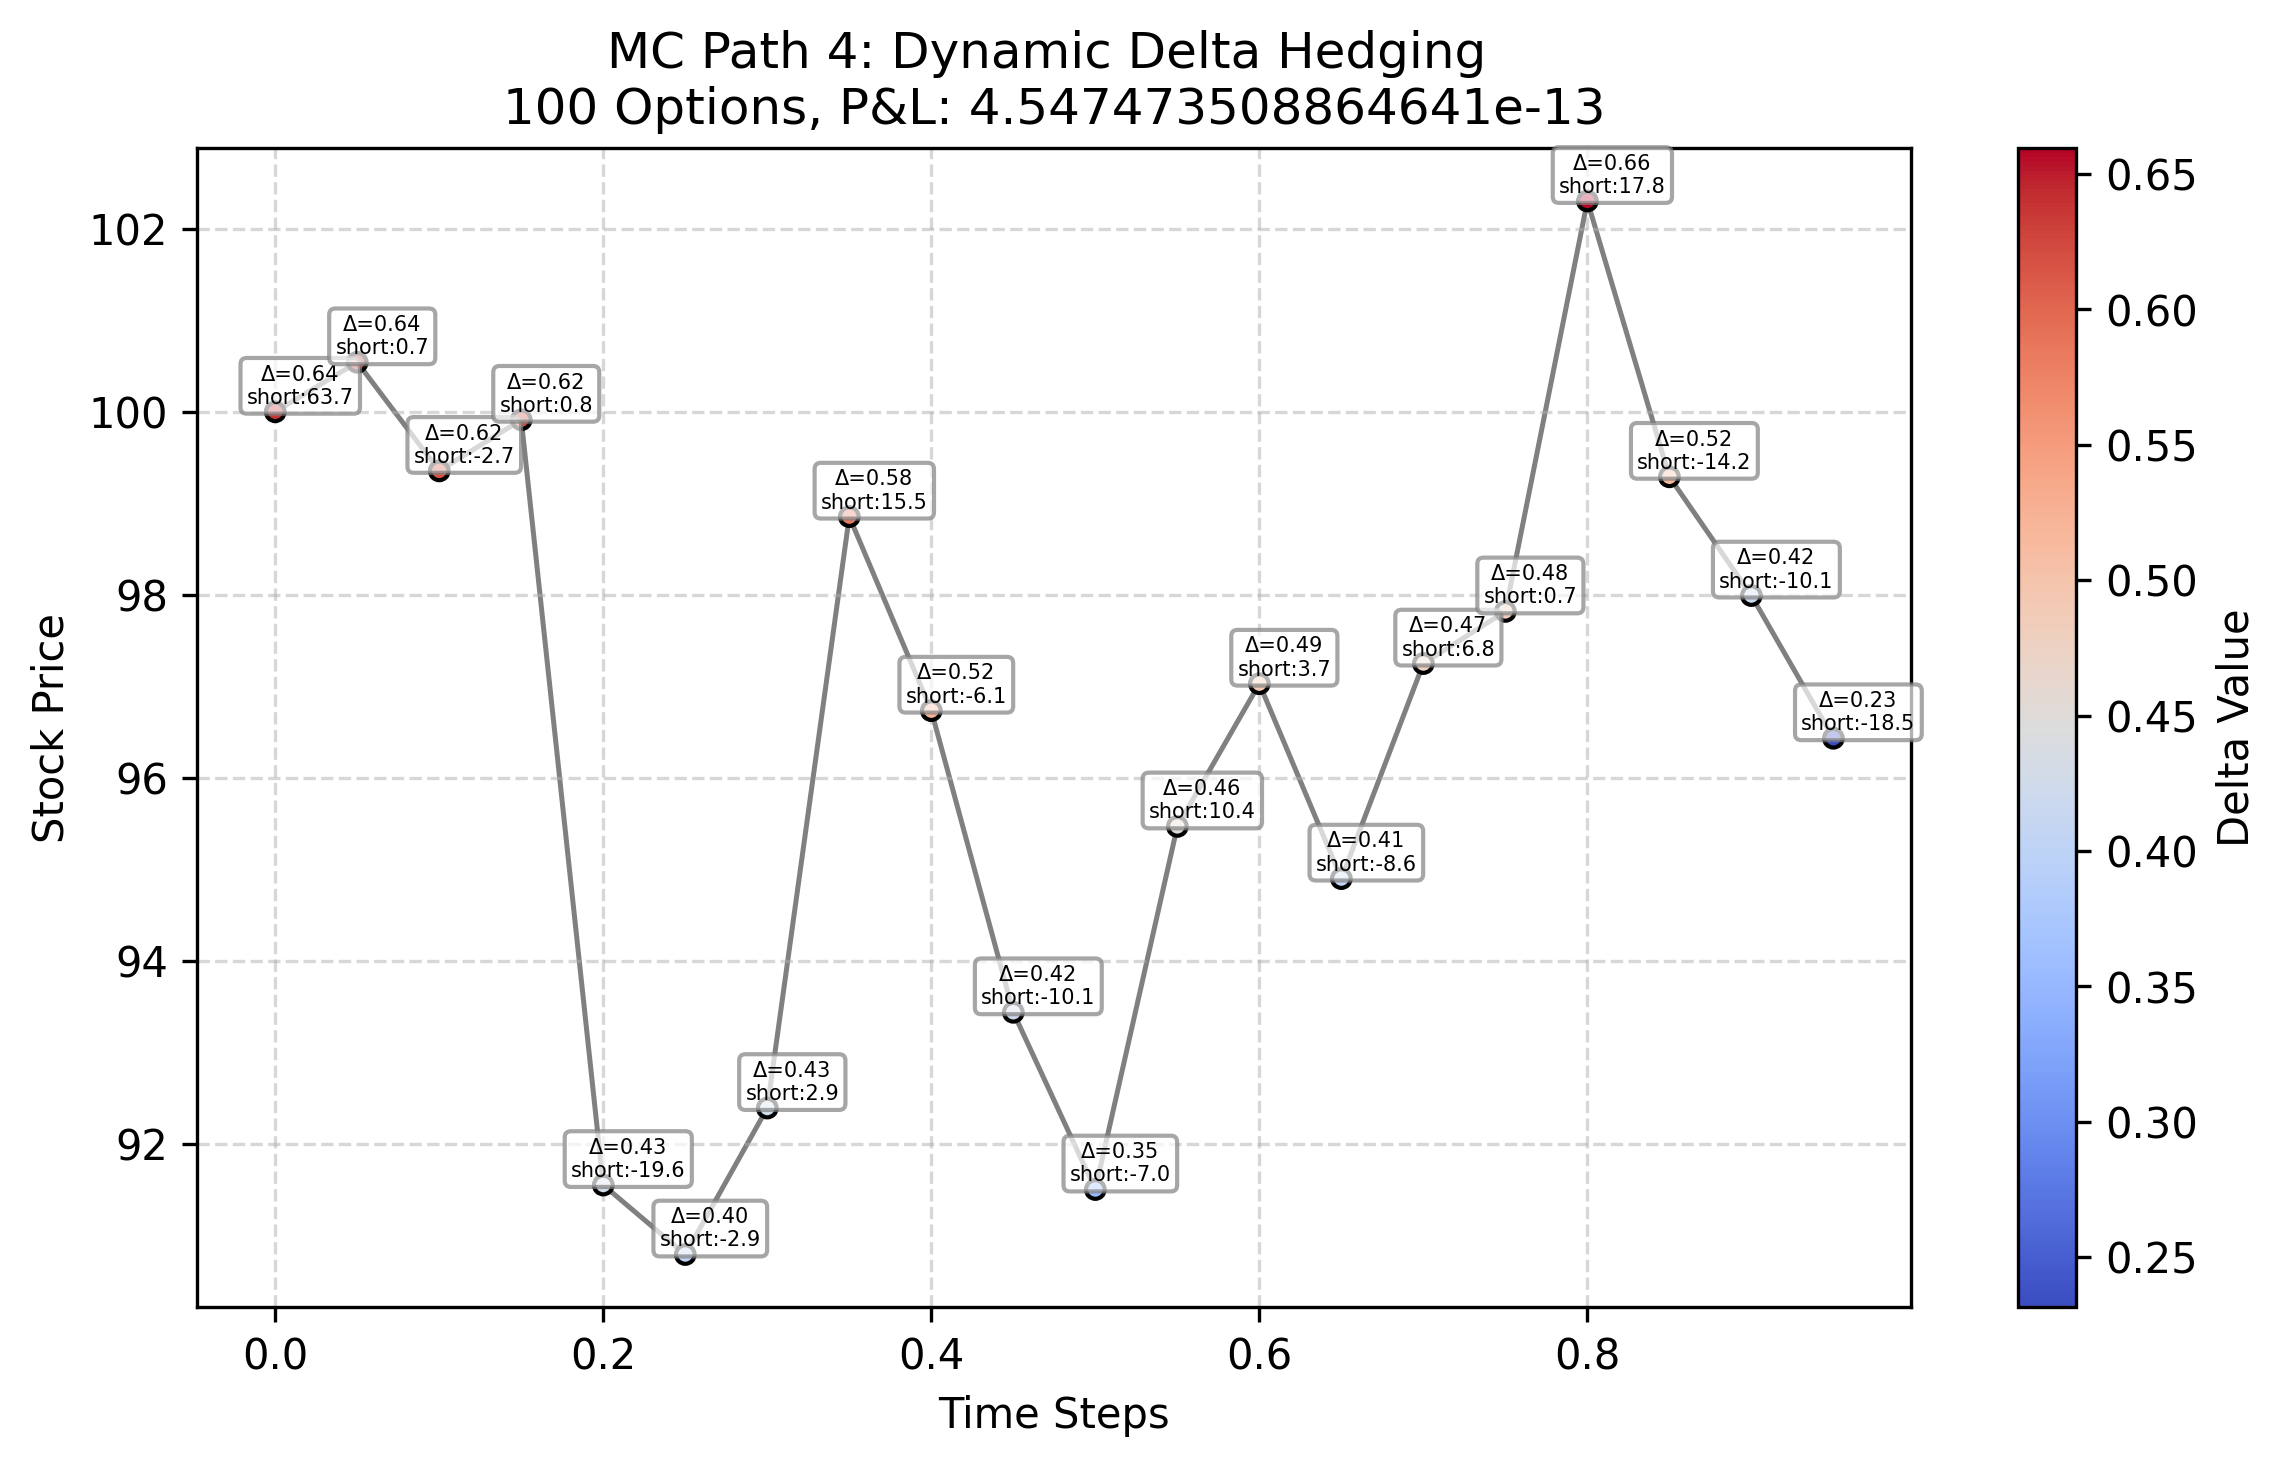 MC Path 4: Dynamic Delta Hedging
100 Options, P&L: 4.547473508864641e-13
Stock Price
102
100
98
96
94
92
Δ=0.64
short:63.7
Δ=0.64
short:0.7
Δ=0.62
short:-2.7
Δ=0.62
short:0.8
Δ=0.43
short:-19.6
Δ=0.40
short:-2.9
Δ=0.43
short:2.9
Δ=0.58
short:15.5
Δ=0.52
short:-6.1
Δ=0.42
short:-10.1
Δ=0.35
short:-7.0
Δ=0.46
short:10.4
Δ=0.49
short:3.7
Δ=0.41
short:-8.6
Δ=0.47
short:6.8
Δ=0.48
short:0.7
Δ=0.66
short:17.8
Δ=0.52
short:-14.2
Δ=0.42
short:-10.1
Δ=0.23
short:-18.5
0.0
0.2
0.4
0.6
0.8
Time Steps
0.65
0.60
0.55
0.50
0.45
0.40
0.35
0.30
0.25
Delta Value